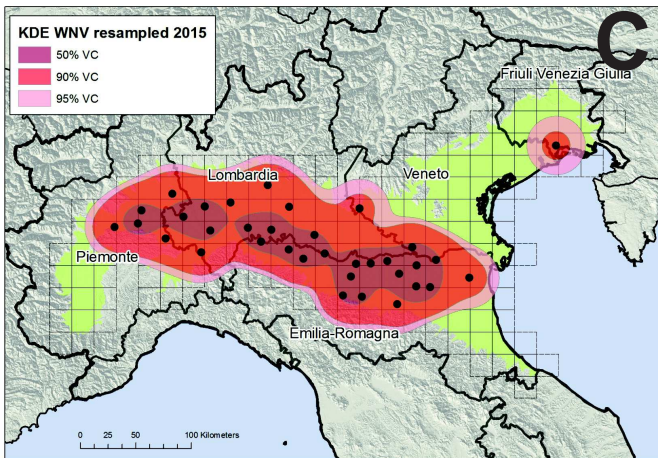 KDE WNV resampled 2015
50% VC
90% VC
95% VC
C
Friuli Venezia Giulia
Lombardia
Veneto
Piemonte
Emilia-Romagna
0 25 50 100 Kilometers